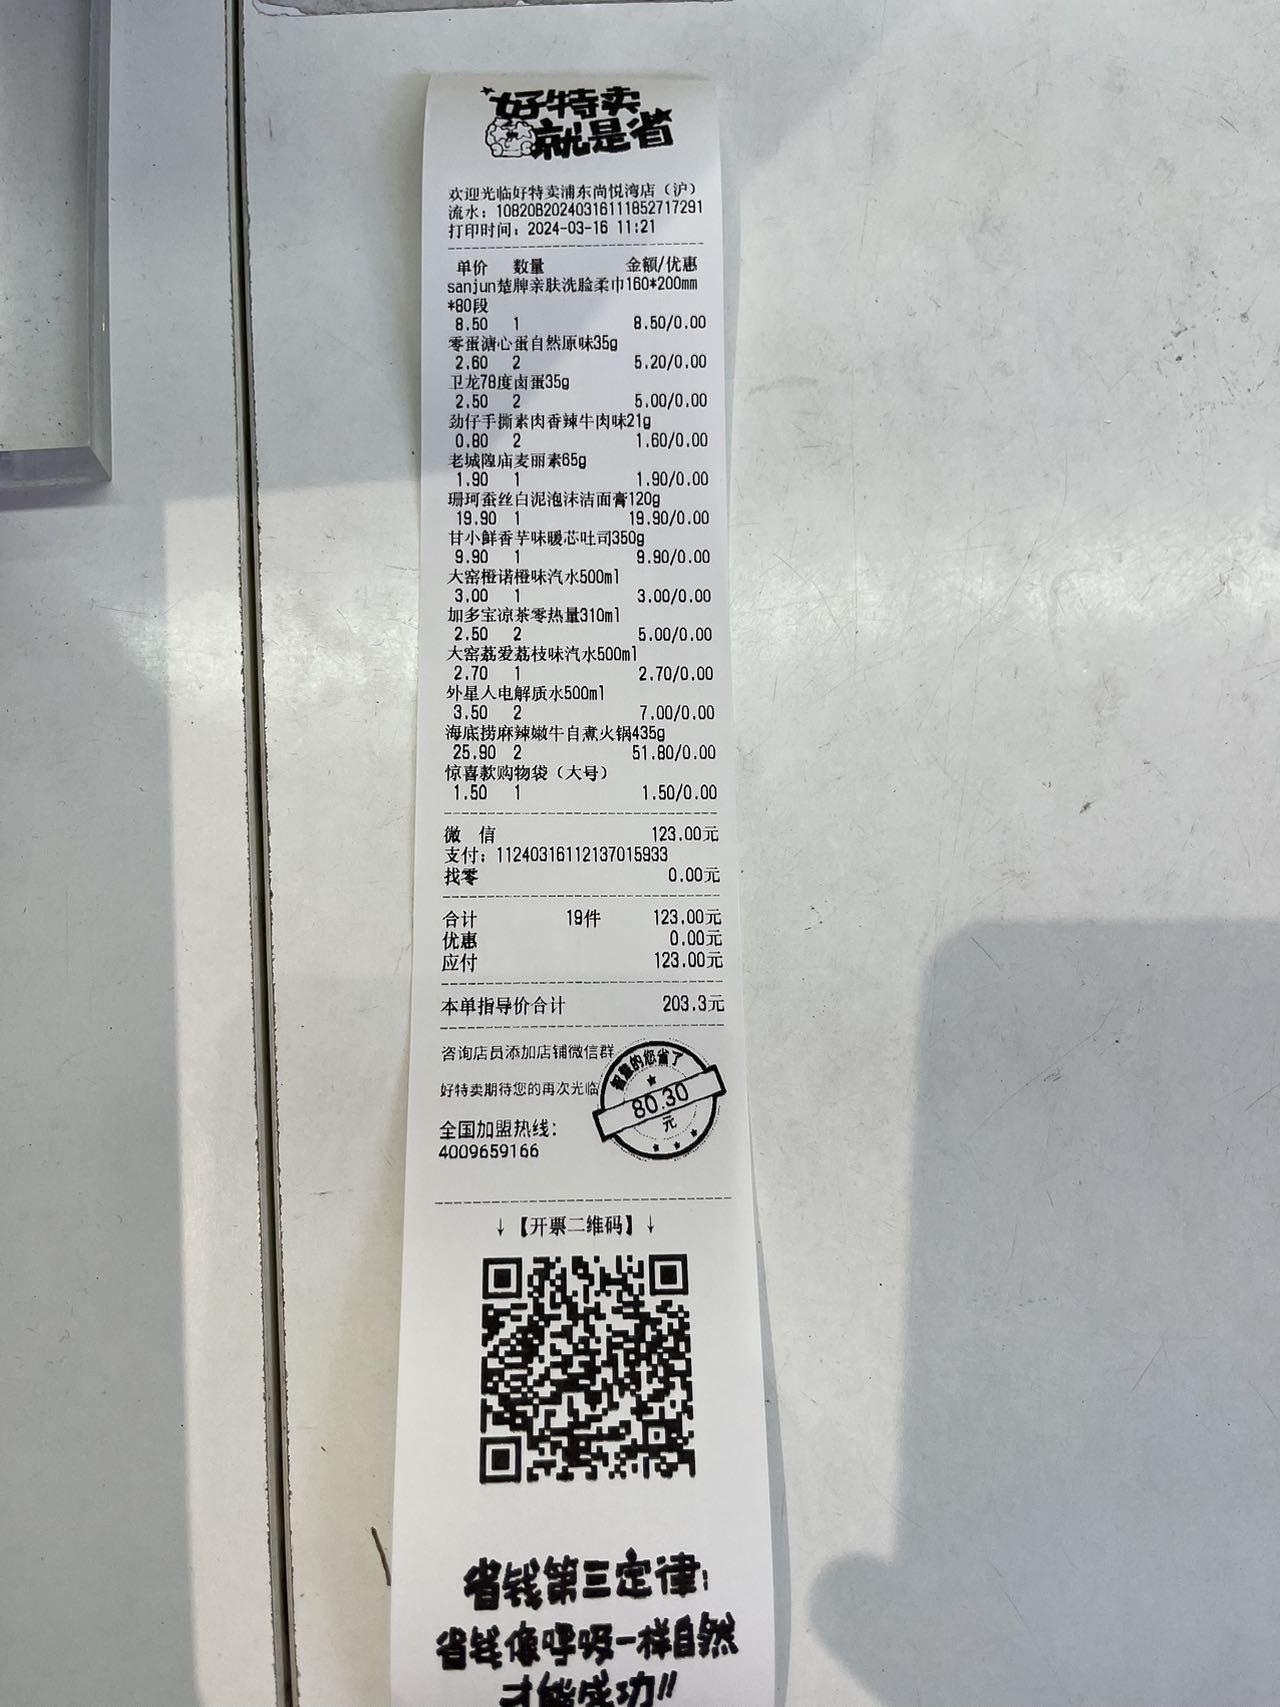 好特卖
就是省
欢迎光临好特卖浦东尚悦湾店（沪）
流水：10820B20240316111852717291
打印时间：2024-03-16 11:21
单价 数量 金额/优惠
sanjun楚牌亲肤洗脸柔巾160*200mm
*80段
8.50 1 8.50/0.00
零蛋溏心蛋自然原味35g
2.60 2 5.20/0.00
卫龙78度卤蛋35g
2.50 2 5.00/0.00
劲仔手撕素肉香辣牛肉味21g
0.80 2 1.60/0.00
老城隍庙麦丽素65g
1.90 1 1.90/0.00
珊珂蚕丝白泥泡沫洁面膏120g
19.90 1 19.90/0.00
甘小鲜香芋味暖芯吐司350g
9.90 1 9.90/0.00
大窑橙诺橙味汽水500ml
3.00 1 3.00/0.00
加多宝凉茶零热量310ml
2.50 2 5.00/0.00
大窑荔爱荔枝味汽水500ml
2.70 1 2.70/0.00
外星人电解质水500ml
3.50 2 7.00/0.00
海底捞麻辣嫩牛自煮火锅435g
25.90 2 51.80/0.00
惊喜款购物袋（大号）
1.50 1 1.50/0.00
微 信 123.00元
支付：11240316112137015933
找零 0.00元
合计 19件 123.00元
优惠 0.00元
应付 123.00元
本单指导价合计 203.3元
咨询店员添加店铺微信群
好特卖期待您的再次光临
智慧的您省了
80.30
元
全国加盟热线：
4009659166
↓【开票二维码】↓
省钱第三定律：
省钱像呼吸一样自然
才能成功!!